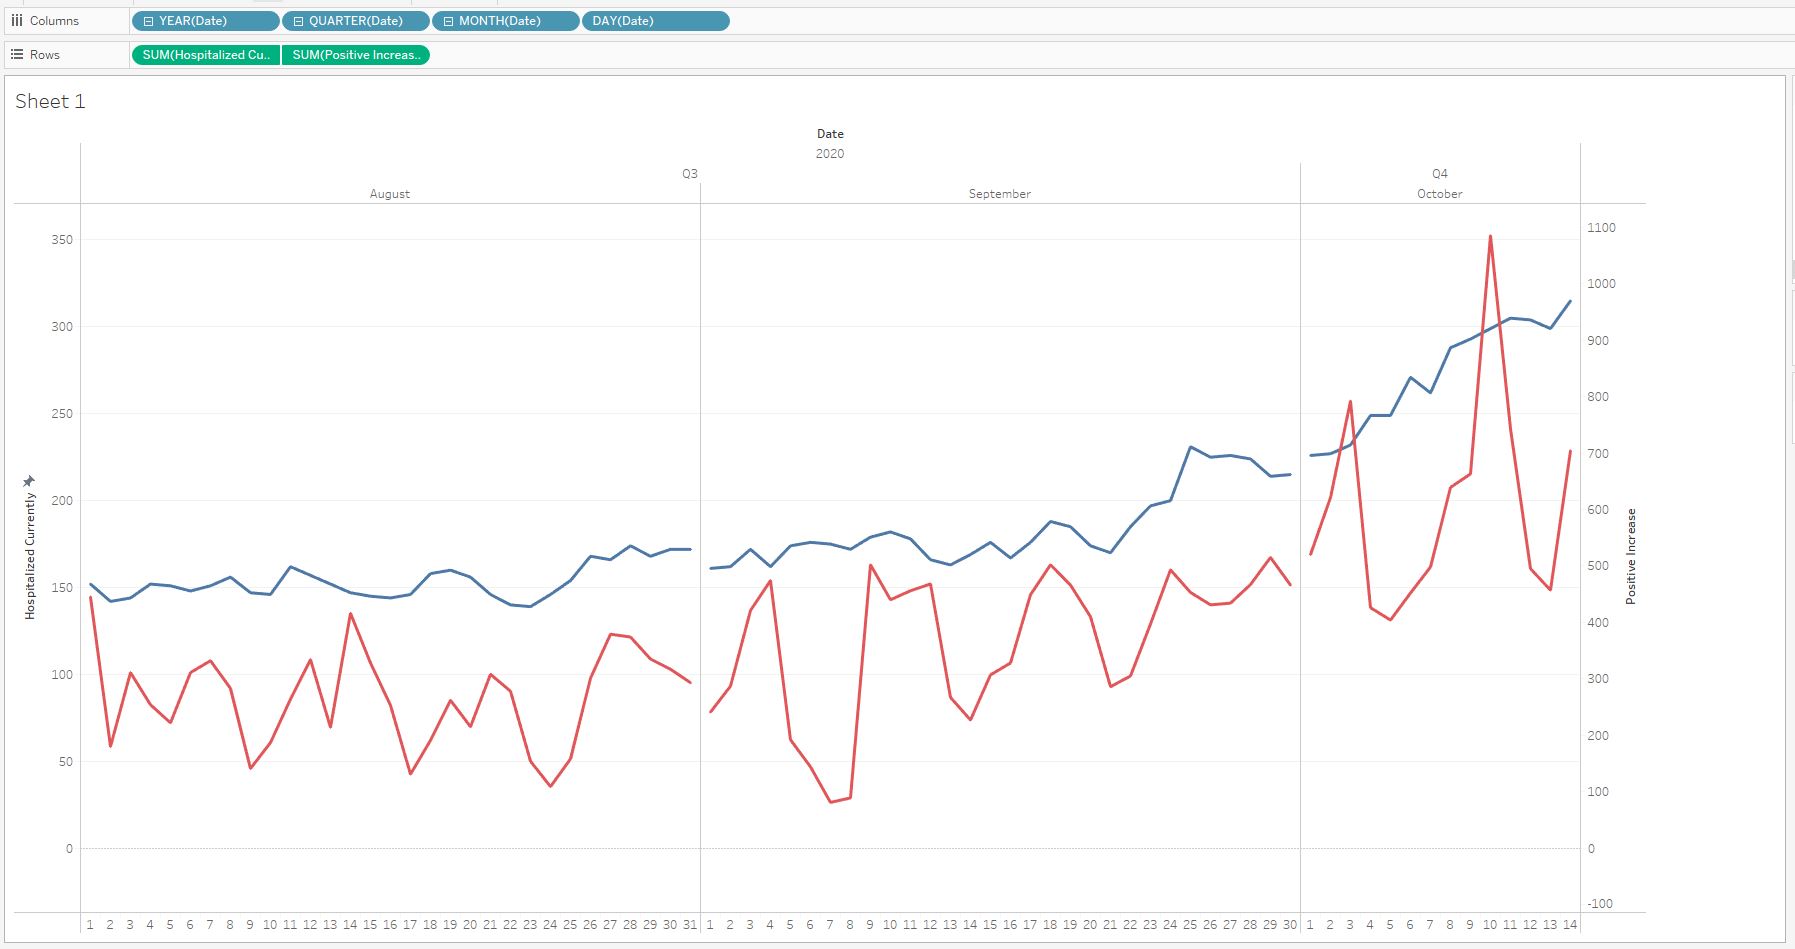 Columns YEAR(Date) QUARTER(Date) MONTH(Date) DAY(Date)
Rows SUM(Hospitalized Cu.. SUM(Positive Increas..
Sheet 1
Date
2020
Q3 Q4
August September October
350
300
250
200
150
100
50
0
Hospitalized Currently
1100
1000
900
800
700
600
500
400
300
200
100
0
-100
Positive Increase
1 2 3 4 5 6 7 8 9 10 11 12 13 14 15 16 17 18 19 20 21 22 23 24 25 26 27 28 29 30 31 1 2 3 4 5 6 7 8 9 10 11 12 13 14 15 16 17 18 19 20 21 22 23 24 25 26 27 28 29 30 1 2 3 4 5 6 7 8 9 10 11 12 13 14